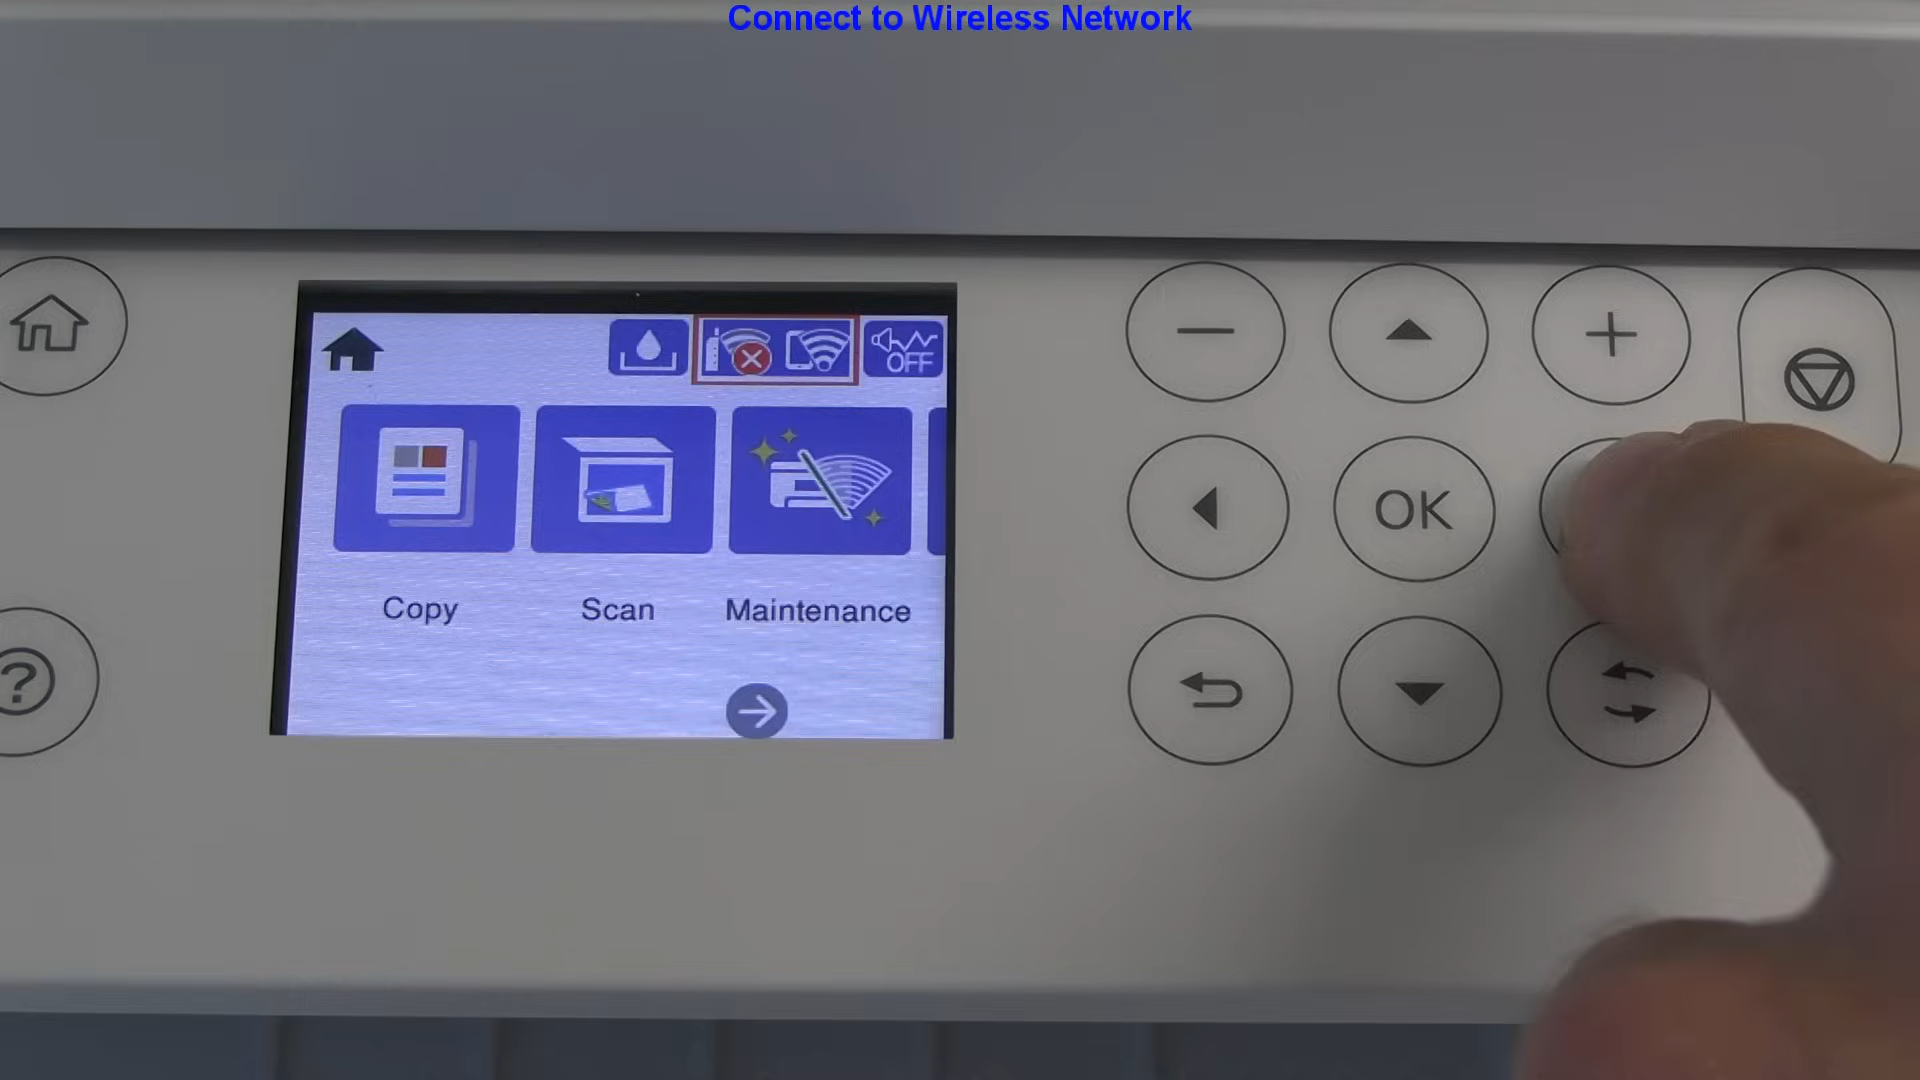 Connect to Wireless Network
OFF
OK
Copy
Scan
Maintenance
?